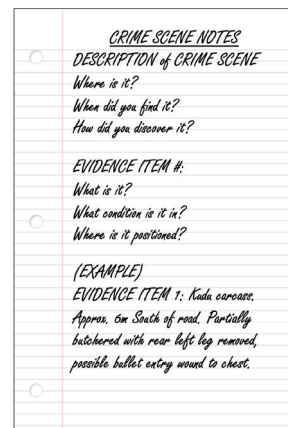 CRIME SCENE NOTES
DESCRIPTION of CRIME SCENE
Where is it?
When did you find it?
How did you discover it?
EVIDENCE ITEM #:
What is it?
What condition is it in?
Where is it positioned?
(EXAMPLE)
EVIDENCE ITEM 1: Kudu carcass.
Approx. 6m South of road. Partially
butchered with rear left leg removed,
possible bullet entry wound to chest.